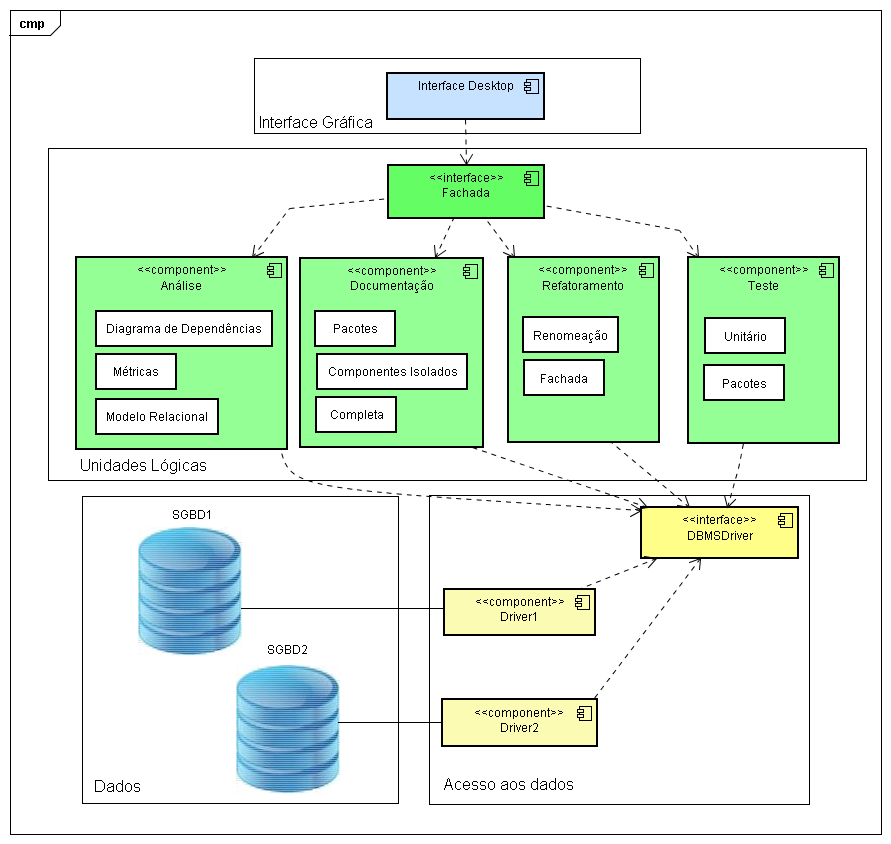 cmp
Interface Desktop
Interface Gráfica
<<interface>>
Fachada
<<component>>
Análise
Diagrama de Dependências
Métricas
Modelo Relacional
<<component>>
Documentação
Pacotes
Componentes Isolados
Completa
<<component>>
Refatoramento
Renomeação
Fachada
<<component>>
Teste
Unitário
Pacotes
Unidades Lógicas
SGBD1
SGBD2
Dados
<<interface>>
DBMSDriver
<<component>>
Driver1
<<component>>
Driver2
Acesso aos dados